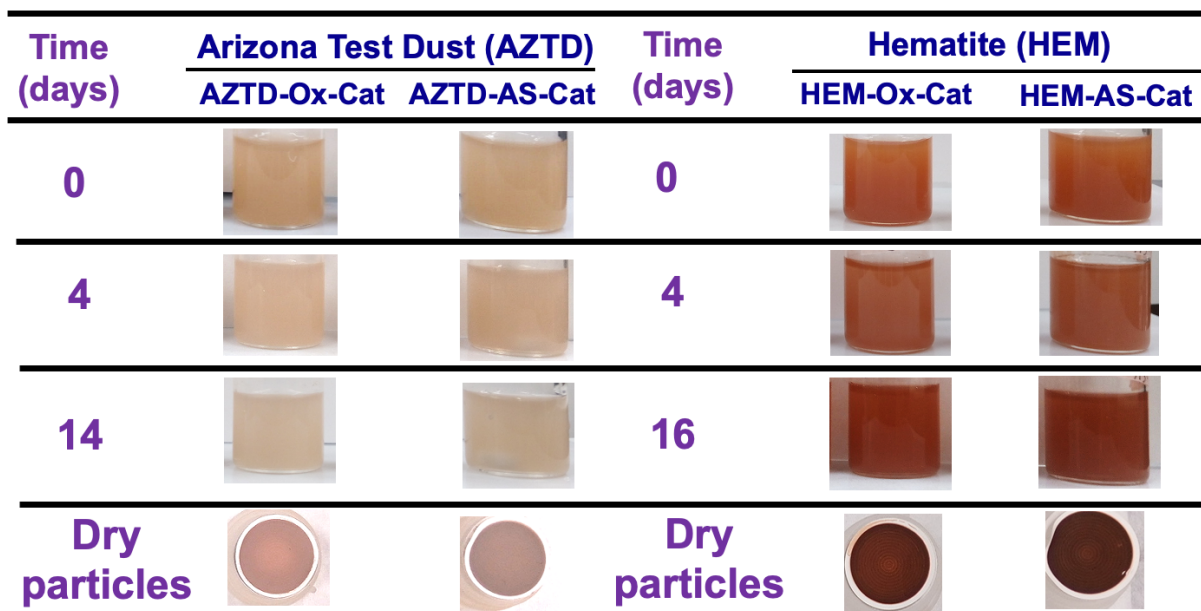 Time (days) Arizona Test Dust (AZTD) Time (days) Hematite (HEM)
AZTD-Ox-Cat AZTD-AS-Cat HEM-Ox-Cat HEM-AS-Cat
0 0
4 4
14 16
Dry particles Dry particles